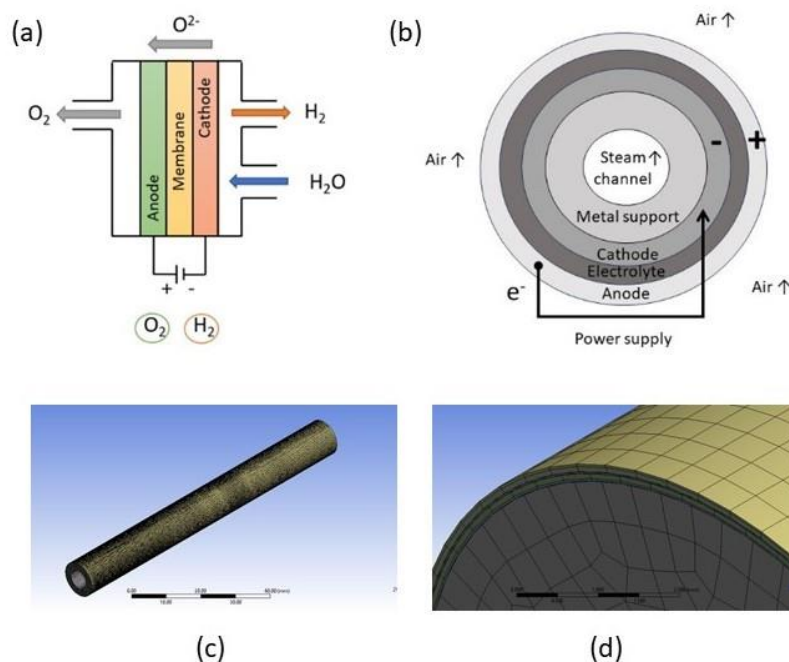 (a)
O2-
O2
H2
H2O
Anode
Membrane
Cathode
+ -
O2 H2
(b)
Air ↑
Air ↑
Steam↑
channel
- +
Metal support
Cathode
Electrolyte
Anode
e-
Air ↑
Power supply
(c)
(d)